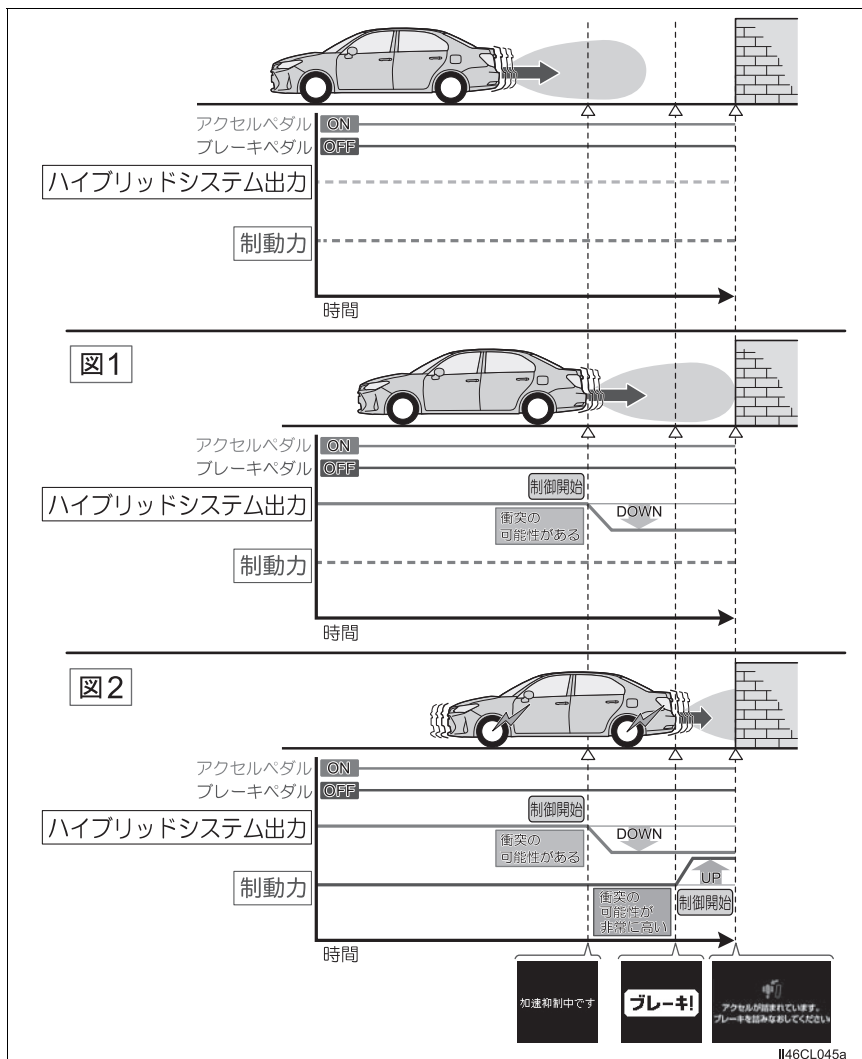 アクセルペダル ON
ブレーキペダル OFF
ハイブリッドシステム出力
制動力
時間
図1
アクセルペダル ON
ブレーキペダル OFF
制御開始
ハイブリッドシステム出力
DOWN
衝突の
可能性がある
制動力
時間
図2
アクセルペダル ON
ブレーキペダル OFF
制御開始
ハイブリッドシステム出力
DOWN
衝突の
可能性がある
制動力
UP
衝突の
可能性が
非常に高い
制御開始
時間
加速抑制中です
ブレーキ!
アクセルが踏まれています。
ブレーキを踏みなおしてください
II46CL045a